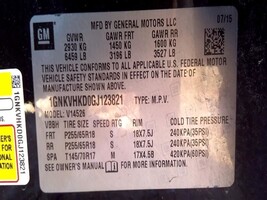 GM
MFD BY GENERAL MOTORS LLC
07/15
GVWR GAWR FRT GAWR RR
2930 KG 1450 KG 1600 KG
6459 LB 3196 LB 3527 LB
THIS VEHICLE CONFORMS TO ALL APPLICABLE U.S. FEDERAL
MOTOR VEHICLE SAFETY
STANDARDS IN EFFECT ON THE DATE OF
MANUFACTURE SHOWN ABOVE.
1GNKVHKD0GJ123821 TYPE: M.P.V.
MODEL: V14526
TIRE SIZE SPEED RTG RIM COLD TIRE PRESSURE
FRT P255/65R18 S 18X7.5J 240KPA(35PSI)
RR P255/65R18 S 18X7.5J 240KPA(35PSI)
SPA T145/70R17 M 17X4.5B 420KPA(60PSI)
SEE OWNER'S MANUAL FOR MORE INFORMATION.